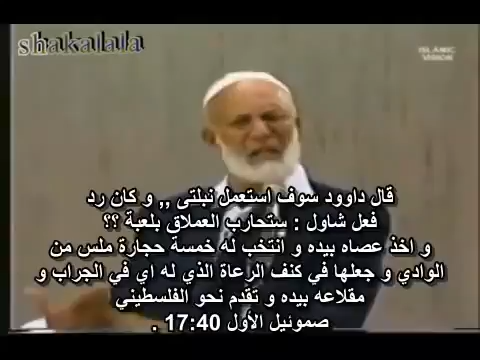 shakalala
ISLAMIC
VISION
قال داوود سوف استعمل نبلتى ,, و كان رد
فعل شاول : ستحارب العملاق بلعبة ؟؟
و اخذ عصاه بيده و انتخب له خمسة حجارة ملس من
الوادي و جعلها في كنف الرعاة الذي له اي في الجراب و
مقلاعه بيده و تقدم نحو الفلسطيني
صموئيل الأول 17:40 .